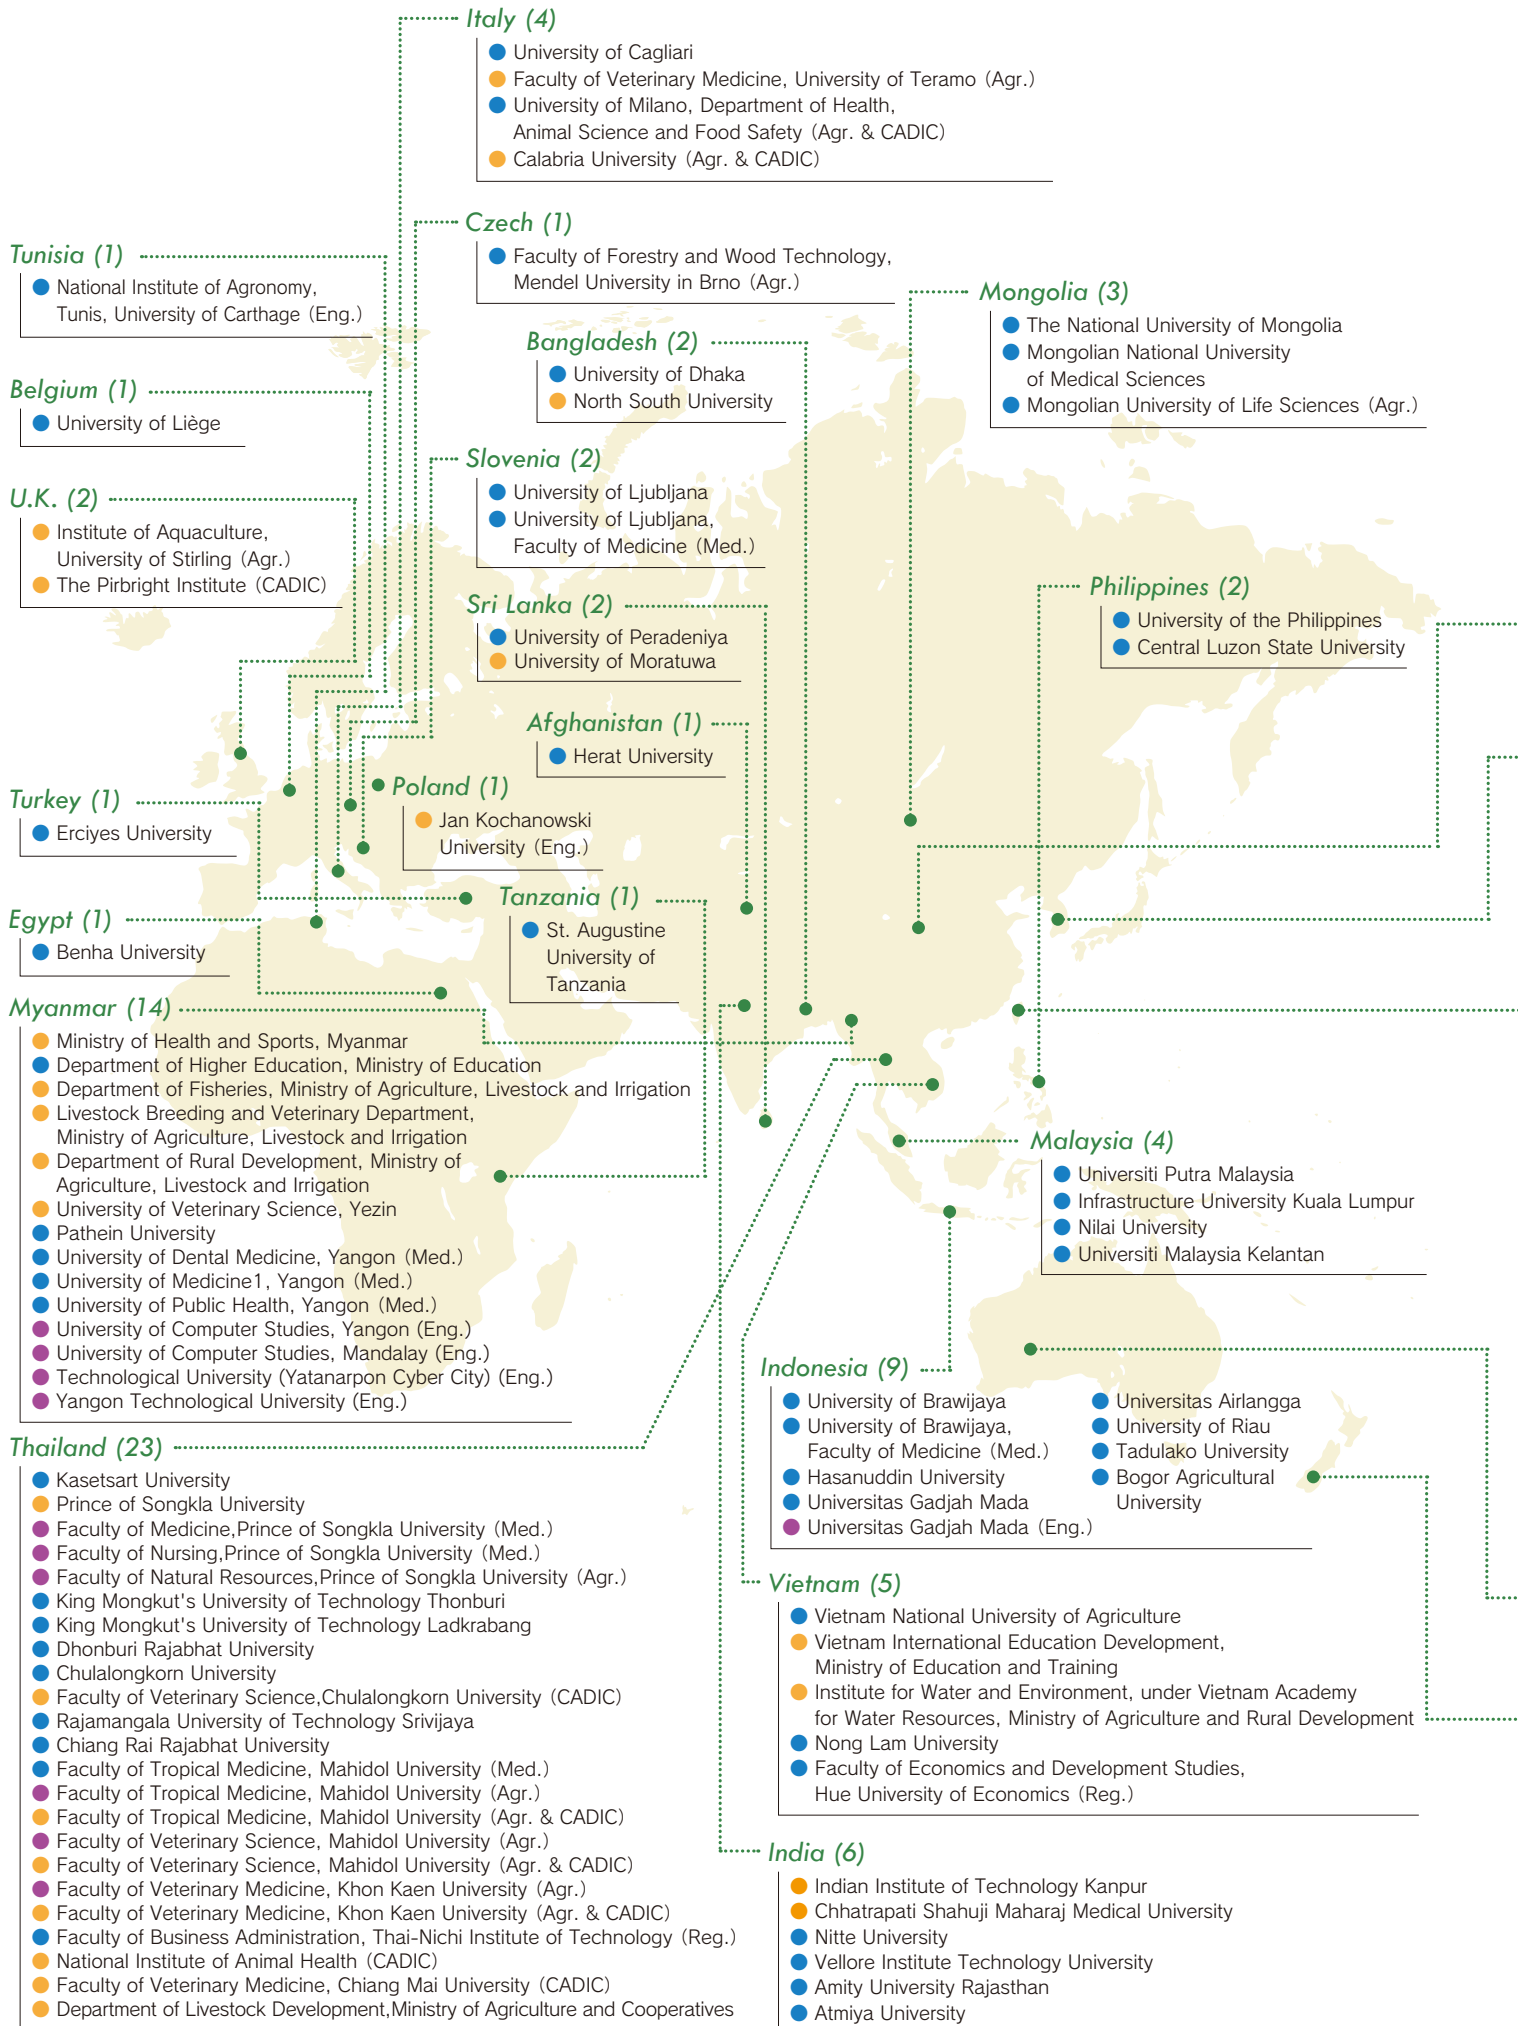 Italy (4)
University of Cagliari
Faculty of Veterinary Medicine, University of Teramo (Agr.)
University of Milano, Department of Health,
Animal Science and Food Safety (Agr. & CADIC)
Calabria University (Agr. & CADIC)
Czech (1)
Faculty of Forestry and Wood Technology,
Mendel University in Brno (Agr.)
Tunisia (1)
National Institute of Agronomy,
Tunis, University of Carthage (Eng.)
Mongolia (3)
The National University of Mongolia
Mongolian National University
of Medical Sciences
Mongolian University of Life Sciences (Agr.)
Bangladesh (2)
University of Dhaka
North South University
Belgium (1)
University of Liège
Slovenia (2)
University of Ljubljana
University of Ljubljana,
Faculty of Medicine (Med.)
U.K. (2)
Institute of Aquaculture,
University of Stirling (Agr.)
The Pirbright Institute (CADIC)
Philippines (2)
University of the Philippines
Central Luzon State University
Sri Lanka (2)
University of Peradeniya
University of Moratuwa
Afghanistan (1)
Herat University
Poland (1)
Jan Kochanowski
University (Eng.)
Turkey (1)
Erciyes University
Tanzania (1)
St. Augustine
University of
Tanzania
Egypt (1)
Benha University
Myanmar (14)
Ministry of Health and Sports, Myanmar
Department of Higher Education, Ministry of Education
Department of Fisheries, Ministry of Agriculture, Livestock and Irrigation
Livestock Breeding and Veterinary Department,
Ministry of Agriculture, Livestock and Irrigation
Department of Rural Development, Ministry of
Agriculture, Livestock and Irrigation
University of Veterinary Science, Yezin
Pathein University
University of Dental Medicine, Yangon (Med.)
University of Medicine1, Yangon (Med.)
University of Public Health, Yangon (Med.)
University of Computer Studies, Yangon (Eng.)
University of Computer Studies, Mandalay (Eng.)
Technological University (Yatanarpon Cyber City) (Eng.)
Yangon Technological University (Eng.)
Malaysia (4)
Universiti Putra Malaysia
Infrastructure University Kuala Lumpur
Nilai University
Universiti Malaysia Kelantan
Indonesia (9)
University of Brawijaya
University of Brawijaya,
Faculty of Medicine (Med.)
Hasanuddin University
Universitas Gadjah Mada
Universitas Gadjah Mada (Eng.)
Universitas Airlangga
University of Riau
Tadulako University
Bogor Agricultural
University
Thailand (23)
Kasetsart University
Prince of Songkla University
Faculty of Medicine,Prince of Songkla University (Med.)
Faculty of Nursing,Prince of Songkla University (Med.)
Faculty of Natural Resources,Prince of Songkla University (Agr.)
King Mongkut's University of Technology Thonburi
King Mongkut's University of Technology Ladkrabang
Dhonburi Rajabhat University
Chulalongkorn University
Faculty of Veterinary Science,Chulalongkorn University (CADIC)
Rajamangala University of Technology Srivijaya
Chiang Rai Rajabhat University
Faculty of Tropical Medicine, Mahidol University (Med.)
Faculty of Tropical Medicine, Mahidol University (Agr.)
Faculty of Tropical Medicine, Mahidol University (Agr. & CADIC)
Faculty of Veterinary Science, Mahidol University (Agr.)
Faculty of Veterinary Science, Mahidol University (Agr. & CADIC)
Faculty of Veterinary Medicine, Khon Kaen University (Agr.)
Faculty of Veterinary Medicine, Khon Kaen University (Agr. & CADIC)
Faculty of Business Administration, Thai-Nichi Institute of Technology (Reg.)
National Institute of Animal Health (CADIC)
Faculty of Veterinary Medicine, Chiang Mai University (CADIC)
Department of Livestock Development,Ministry of Agriculture and Cooperatives
Vietnam (5)
Vietnam National University of Agriculture
Vietnam International Education Development,
Ministry of Education and Training
Institute for Water and Environment, under Vietnam Academy
for Water Resources, Ministry of Agriculture and Rural Development
Nong Lam University
Faculty of Economics and Development Studies,
Hue University of Economics (Reg.)
India (6)
Indian Institute of Technology Kanpur
Chhatrapati Shahuji Maharaj Medical University
Nitte University
Vellore Institute Technology University
Amity University Rajasthan
Atmiya University